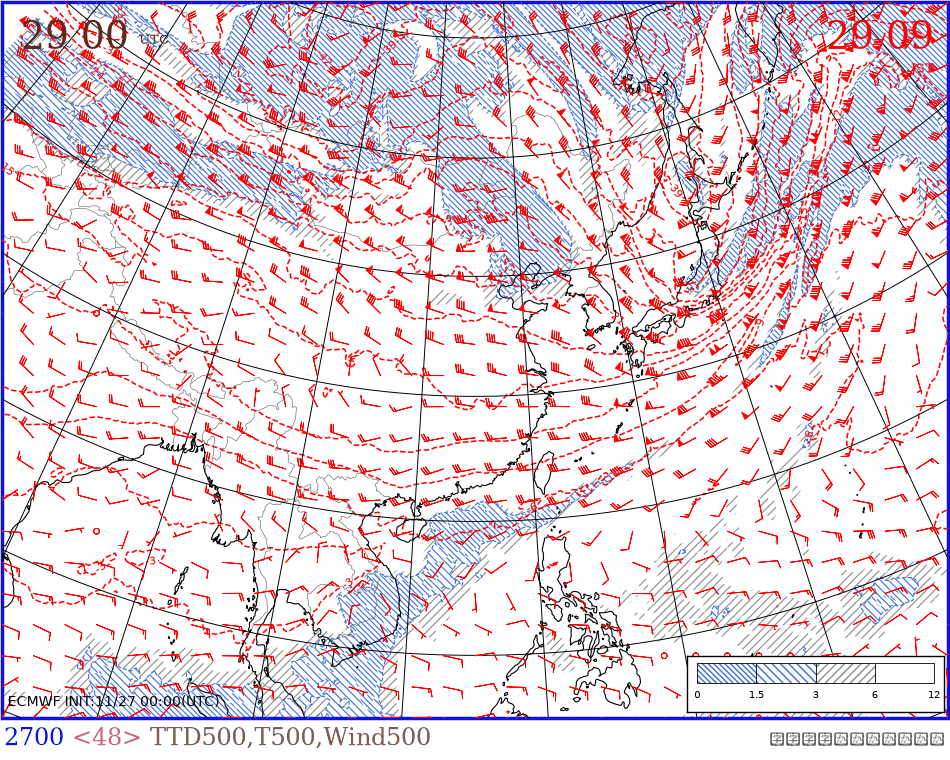 29 00 UTC
29.09
0 1.5 3 6 12
ECMWF INIT:11/27 00:00(UTC)
2700 <48> TTD500,T500,Wind500